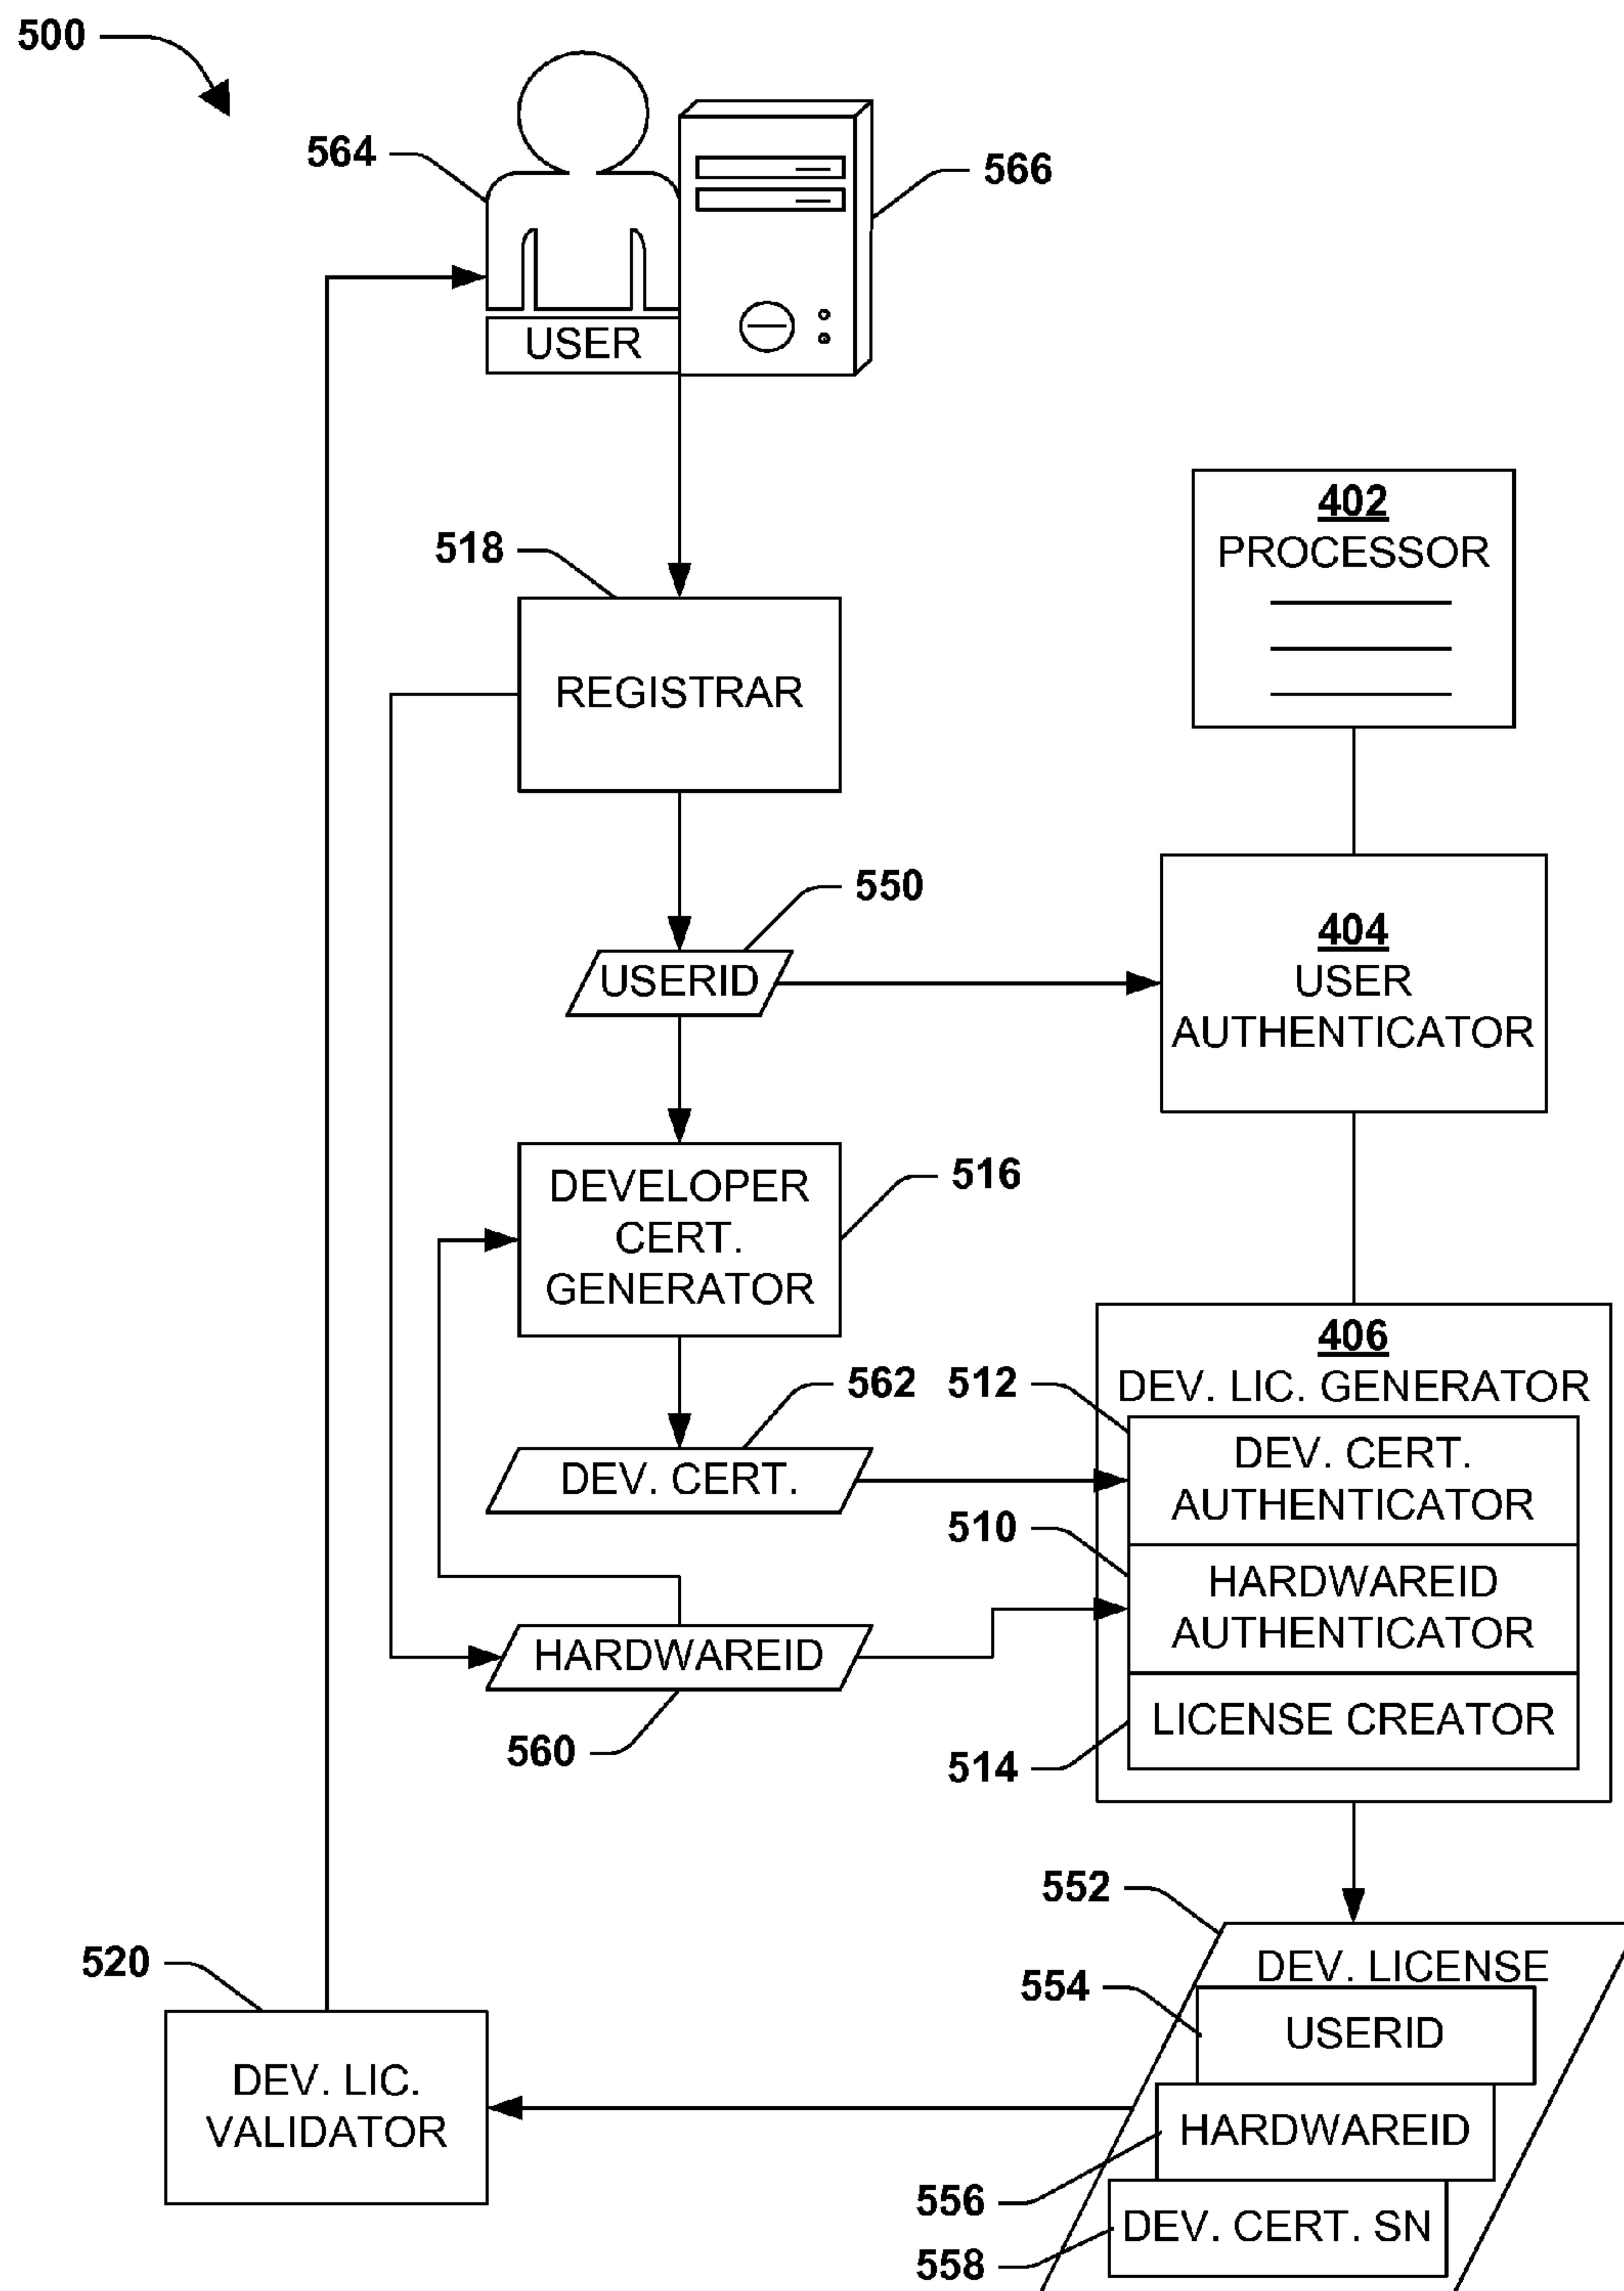 500
564
566
USER
402
PROCESSOR
518
REGISTRAR
550
USERID
404
USER
AUTHENTICATOR
DEVELOPER
CERT.
GENERATOR
516
406
DEV. LIC. GENERATOR
562
512
DEV. CERT.
DEV. CERT.
AUTHENTICATOR
510
HARDWAREID
AUTHENTICATOR
HARDWAREID
560
514
LICENSE CREATOR
552
DEV. LICENSE
520
554
USERID
DEV. LIC.
VALIDATOR
HARDWAREID
556
DEV. CERT. SN
558